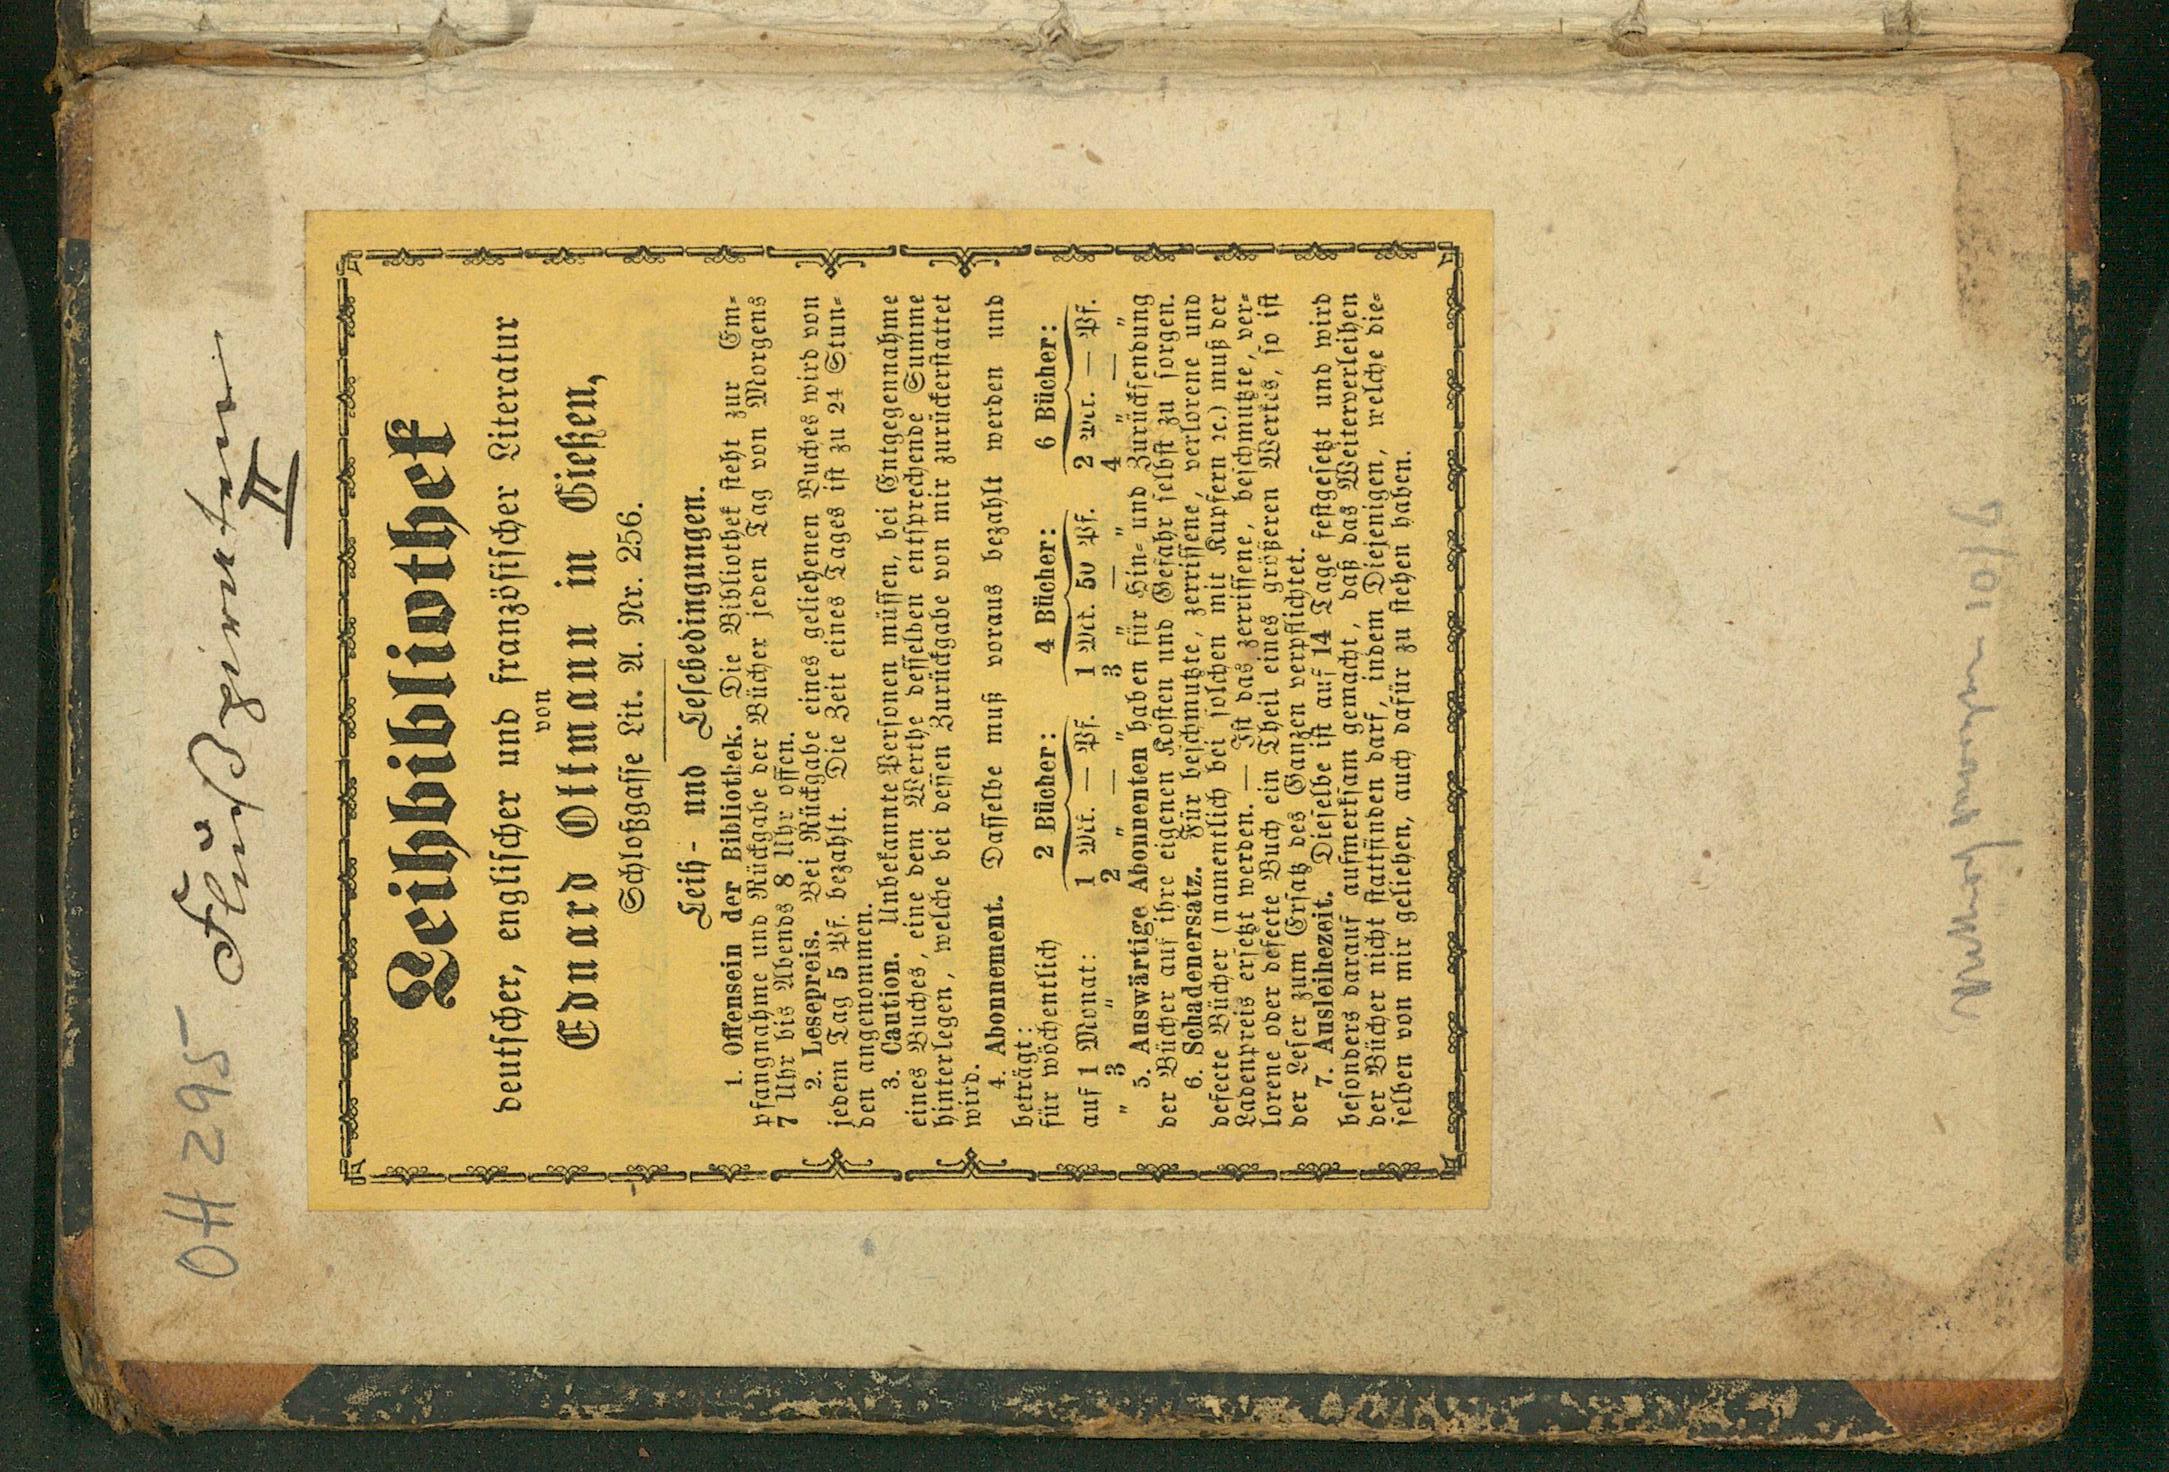 OH 295
Flußpiraten
II
Leihbibliothek
deutscher, englischer und französischer Literatur
von
Eduard Ottmann in Gießen,
Schloßgasse Lit. A. Nr. 256.
Leih- und Lesebedingungen.
1. Offensein der Bibliothek. Die Bibliothek steht zur Em-
pfangnahme und Rückgabe der Bücher jeden Tag von Morgens
7 Uhr bis Abends 8 Uhr offen.
2. Lesepreis. Bei Rückgabe eines geliehenen Buches wird von
jedem Tag 5 Pf. bezahlt. Die Zeit eines Tages ist zu 24 Stun-
den angenommen.
3. Caution. Unbekannte Personen müssen, bei Entgegennahme
eines Buches, eine dem Werthe desselben entsprechende Summe
hinterlegen, welche bei dessen Zurückgabe von mir zurückerstattet
wird.
4. Abonnement. Dasselbe muß voraus bezahlt werden und
beträgt:
für wöchentlich 2 Bücher: 4 Bücher: 6 Bücher:
auf 1 Monat: 1 Mk. — Pf. 1 Mk. 50 Pf. 2 Mk. — Pf.
" 3 " 2 " — " 3 " — " 4 " — "
5. Auswärtige Abonnenten haben für Hin- und Zurücksendung
der Bücher auf ihre eigenen Kosten und Gefahr selbst zu sorgen.
6. Schadenersatz. Für beschmutzte, zerrissene, verlorene und
defecte Bücher (namentlich bei solchen mit Kupfern ꝛc.) muß der
Ladenpreis ersetzt werden. — Ist das zerrissene, beschmutzte, ver-
lorene oder defecte Buch ein Theil eines größeren Werkes, so ist
der Leser zum Ersatz des Ganzen verpflichtet.
7. Ausleihezeit. Dieselbe ist auf 14 Tage festgesetzt und wird
besonders darauf aufmerksam gemacht, daß das Weiterverleihen
der Bücher nicht stattfinden darf, indem Diejenigen, welche die-
selben von mir geliehen, auch dafür zu stehen haben.